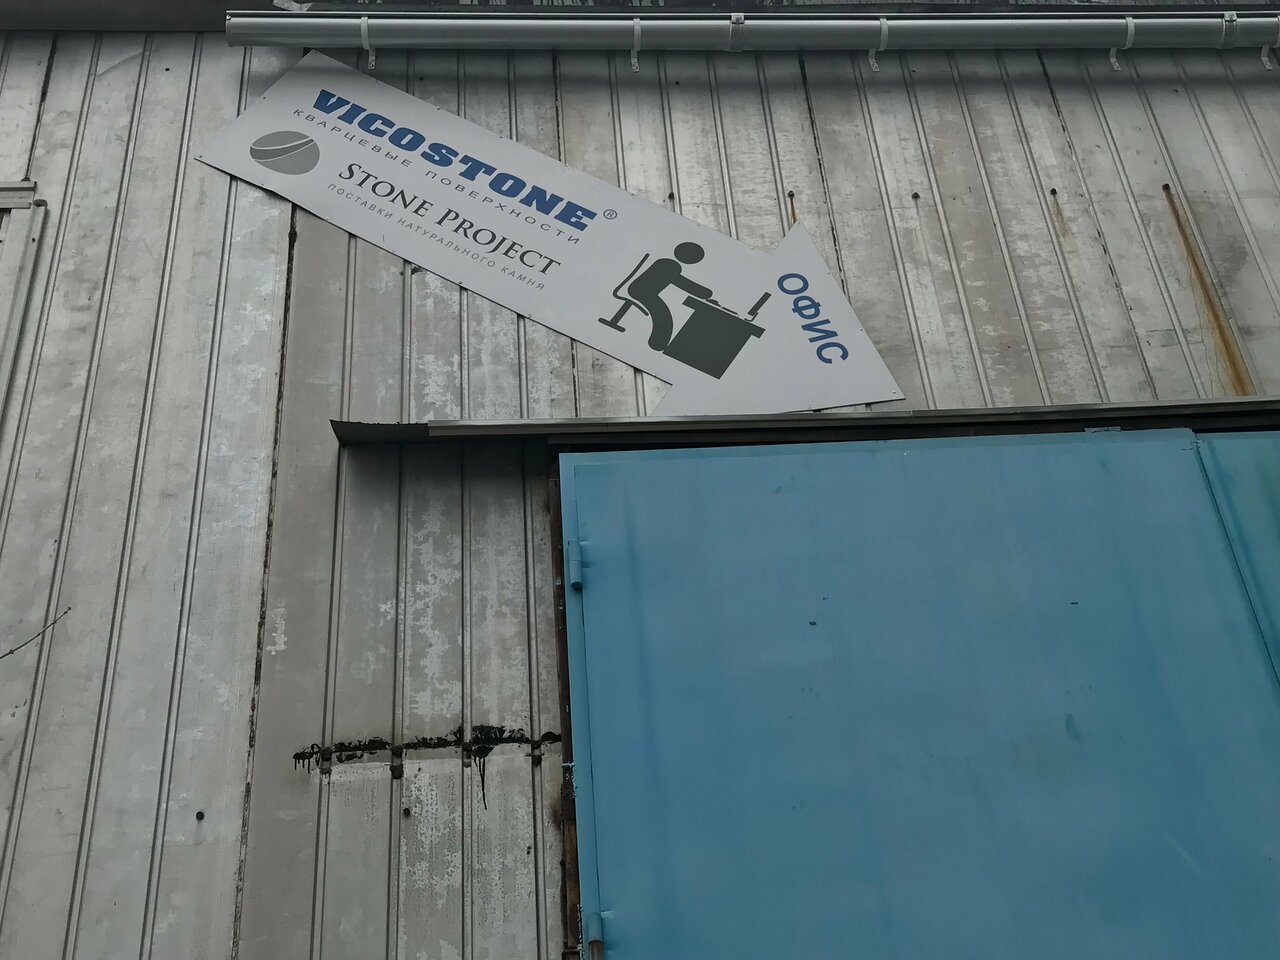 VICOSTONE®
КВАРЦЕВЫЕ ПОВЕРХНОСТИ
STONE PROJECT
ПОСТАВКИ НАТУРАЛЬНОГО КАМНЯ
ОФИС